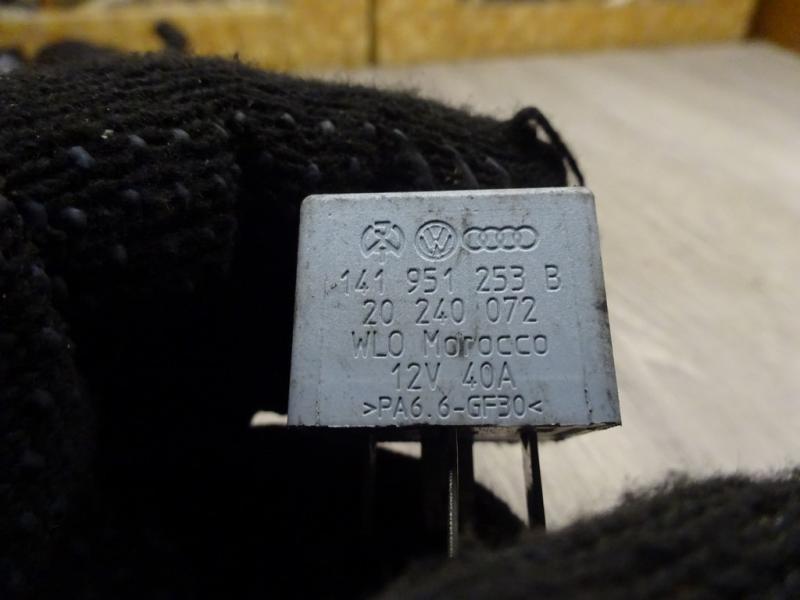 141 951 253 B
20 240 072
WLO Morocco
12V 40A
>PA6.6-GF30<